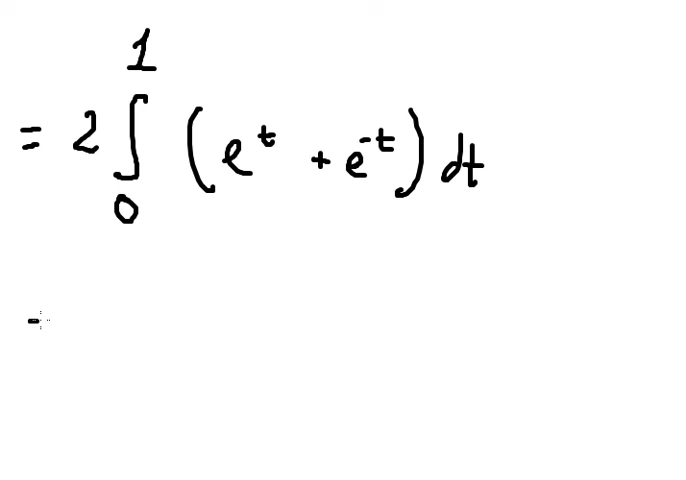 = 2 ∫₀¹ (e^t + e^{-t}) dt
-